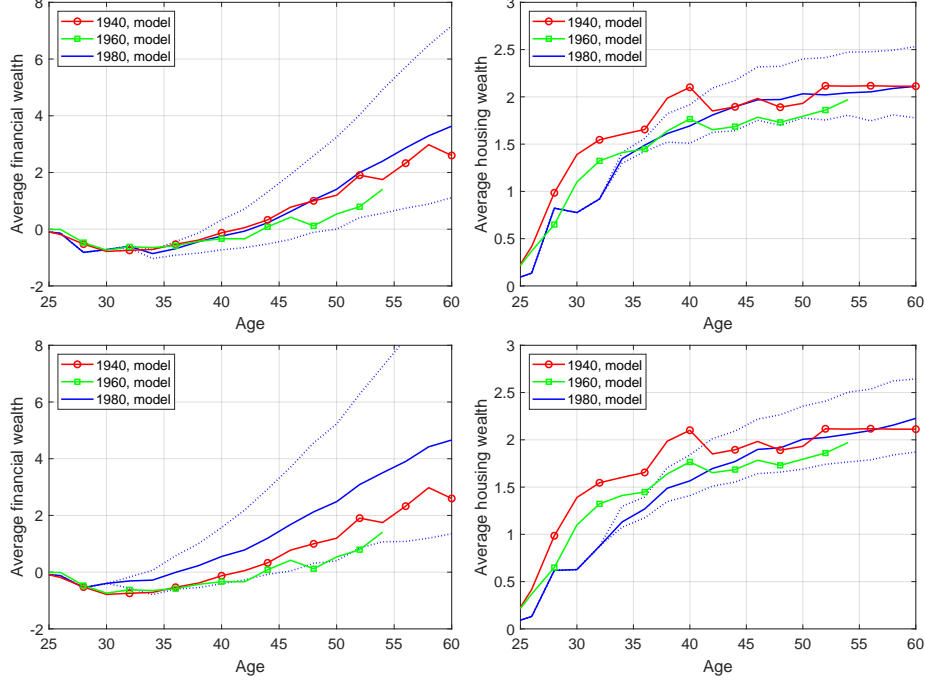 8
6
4
2
0
-2
25 30 35 40 45 50 55 60
Age
Average financial wealth
1940, model
1960, model
1980, model
3
2.5
2
1.5
1
0.5
0
25 30 35 40 45 50 55 60
Age
Average housing wealth
1940, model
1960, model
1980, model
8
6
4
2
0
-2
25 30 35 40 45 50 55 60
Age
Average financial wealth
1940, model
1960, model
1980, model
3
2.5
2
1.5
1
0.5
0
25 30 35 40 45 50 55 60
Age
Average housing wealth
1940, model
1960, model
1980, model